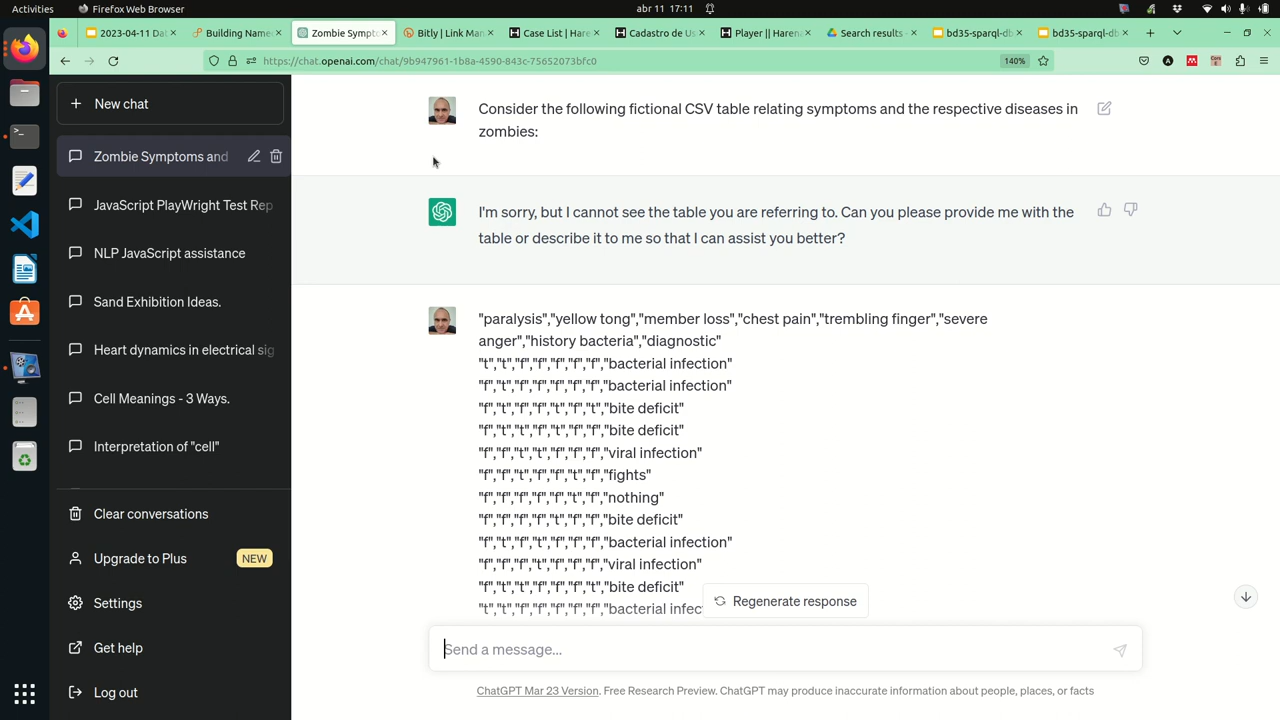 Activities
Firefox Web Browser
abr 11 17:11
2023-04-11 Dat
Building Name
Zombie Sympto
Bitly | Link Man
Case List | Hare
Cadastro de Us
Player || Harena
Search results -
bd35-sparql-db
bd35-sparql-db
https://chat.openai.com/chat/9b947961-1b8a-4590-843c-75652073bfc0
140%
New chat
Zombie Symptoms and
JavaScript PlayWright Test Rep
NLP JavaScript assistance
Sand Exhibition Ideas.
Heart dynamics in electrical sig
Cell Meanings - 3 Ways.
Interpretation of "cell"
Clear conversations
Upgrade to Plus
NEW
Settings
Get help
Log out
Consider the following fictional CSV table relating symptoms and the respective diseases in
zombies:
I'm sorry, but I cannot see the table you are referring to. Can you please provide me with the
table or describe it to me so that I can assist you better?
"paralysis","yellow tong","member loss","chest pain","trembling finger","severe
anger","history bacteria","diagnostic"
"t","t","f","f","f","f","f","bacterial infection"
"f","t","f","f","f","f","f","bacterial infection"
"f","t","f","f","t","f","t","bite deficit"
"f","t","t","f","t","f","f","bite deficit"
"f","f","t","t","f","f","f","viral infection"
"f","f","t","f","f","t","f","fights"
"f","f","f","f","f","t","f","nothing"
"f","f","f","f","t","f","f","bite deficit"
"f","t","f","t","f","f","f","bacterial infection"
"f","f","f","t","f","f","f","viral infection"
"f","t","t","f","f","f","t","bite deficit"
"t","t","f","f","f","f","f","bacterial infec
Regenerate response
Send a message...
ChatGPT Mar 23 Version. Free Research Preview. ChatGPT may produce inaccurate information about people, places, or facts